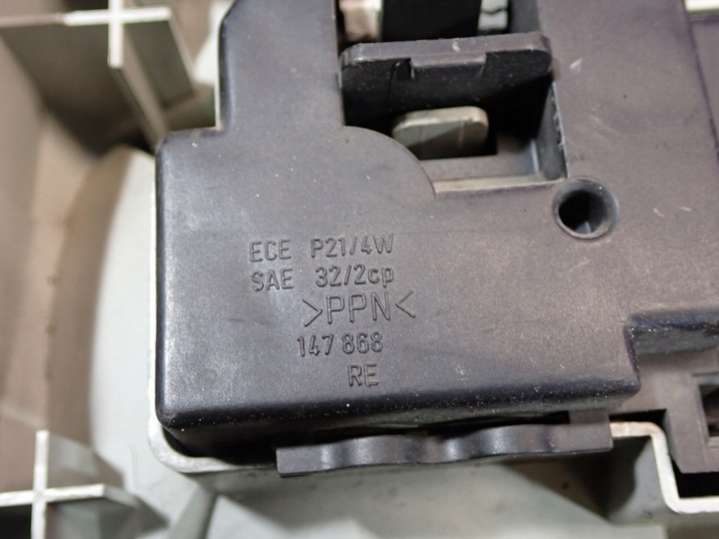 ECE P21/4W
SAE 32/2cp
>PPN<
147 868
RE